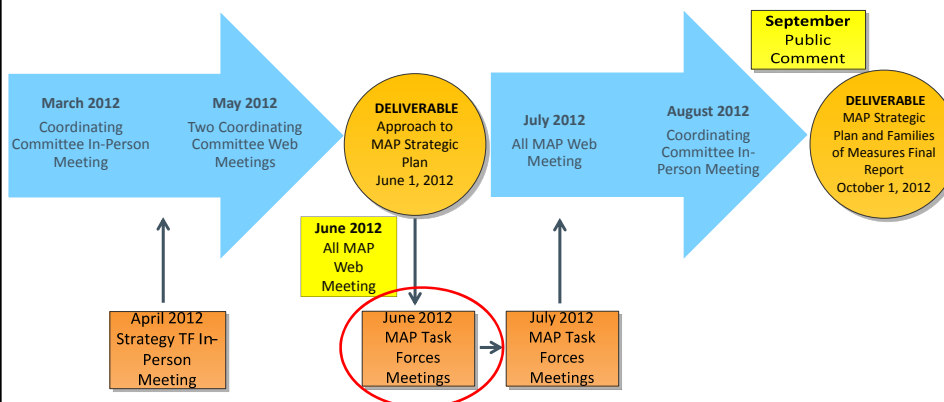 September
Public
Comment
March 2012
Coordinating
Committee In-Person
Meeting
May 2012
Two Coordinating
Committee Web
Meetings
DELIVERABLE
Approach to
MAP Strategic
Plan
June 1, 2012
July 2012
All MAP Web
Meeting
August 2012
Coordinating
Committee In-
Person Meeting
DELIVERABLE
MAP Strategic
Plan and Families
of Measures Final
Report
October 1, 2012
June 2012
All MAP
Web
Meeting
April 2012
Strategy TF In-
Person
Meeting
June 2012
MAP Task
Forces
Meetings
July 2012
MAP Task
Forces
Meetings